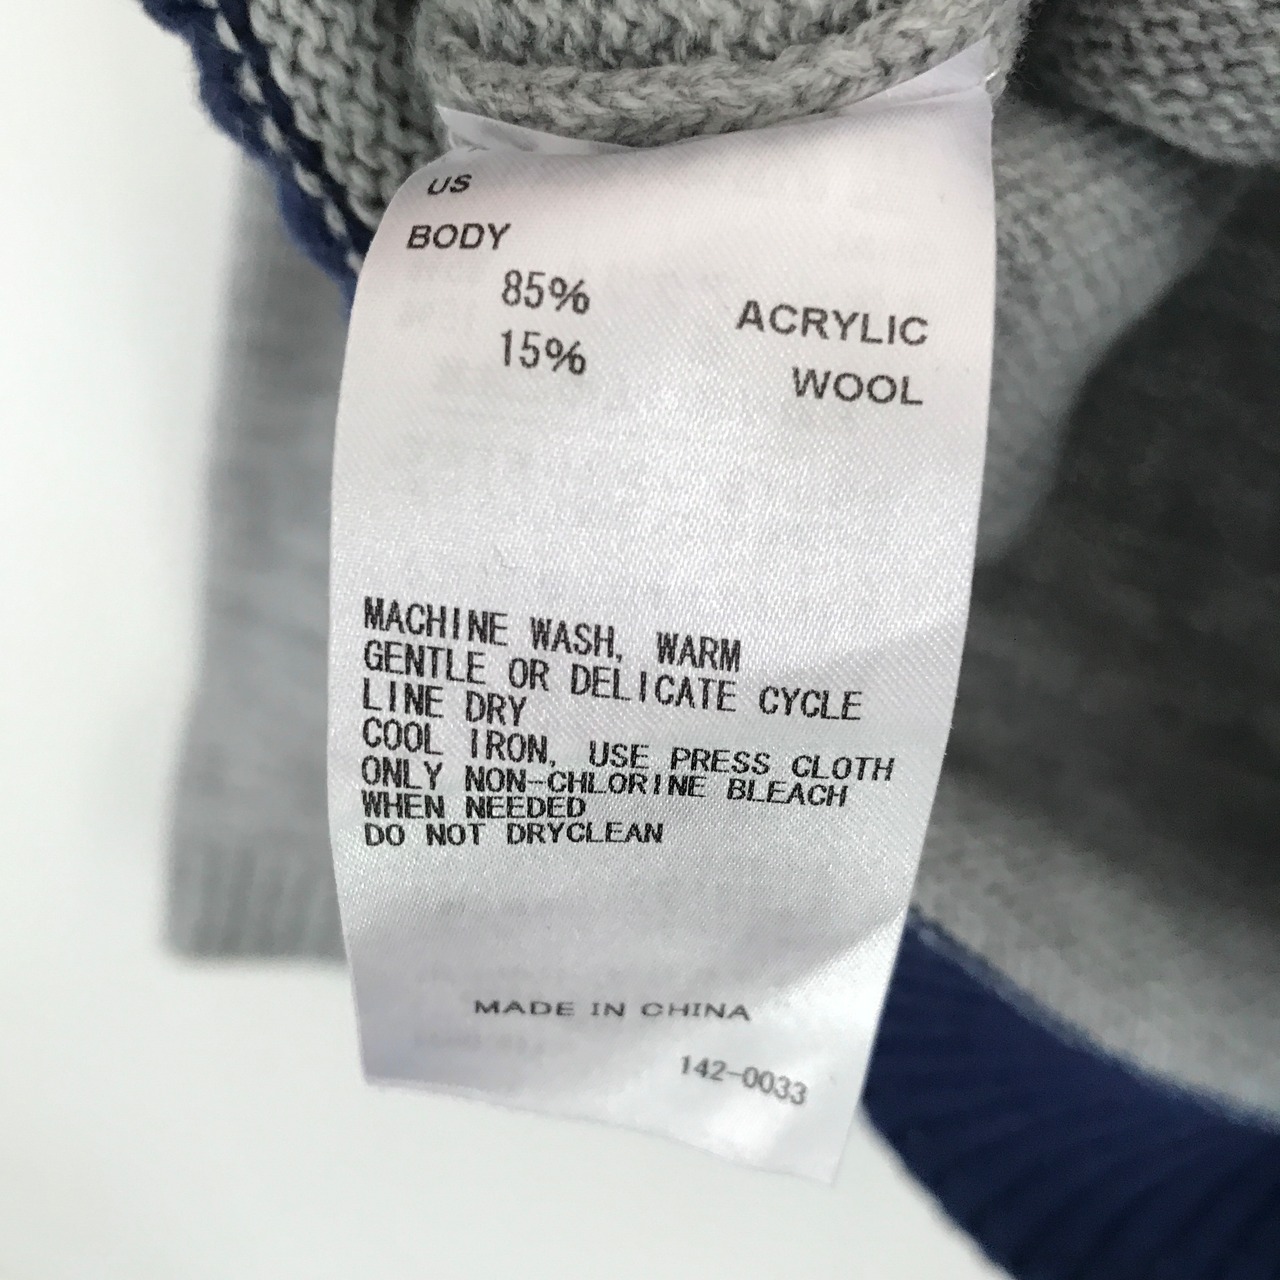 US
BODY
85% ACRYLIC
15% WOOL
MACHINE WASH, WARM
GENTLE OR DELICATE CYCLE
LINE DRY
COOL IRON, USE PRESS CLOTH
ONLY NON-CHLORINE BLEACH
WHEN NEEDED
DO NOT DRYCLEAN
MADE IN CHINA
142-0033